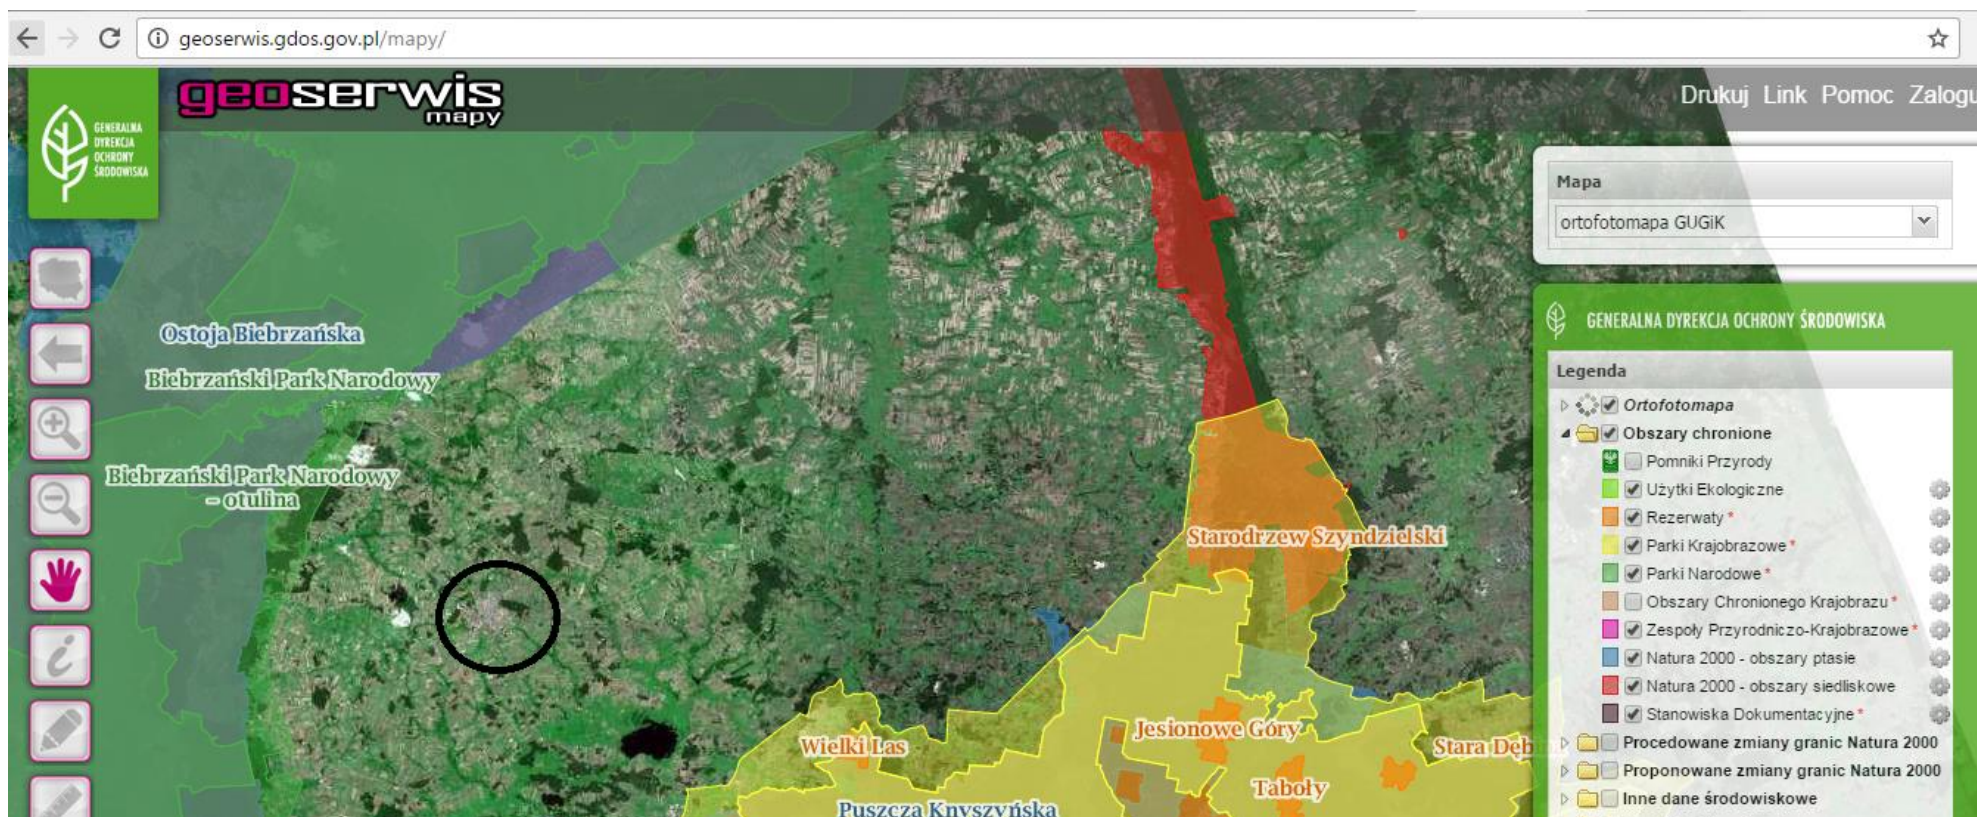 geoserwis.gdos.gov.pl/mapy/
GENERALNA
DYREKCJA
OCHRONY
ŚRODOWISKA
geoserwis
mapy
Drukuj Link Pomoc Zalogu
Mapa
ortofotomapa GUGiK
GENERALNA DYREKCJA OCHRONY ŚRODOWISKA
Legenda
Ortofotomapa
Obszary chronione
Pomniki Przyrody
Użytki Ekologiczne
Rezerwaty *
Parki Krajobrazowe *
Parki Narodowe *
Obszary Chronionego Krajobrazu *
Zespoły Przyrodniczo-Krajobrazowe *
Natura 2000 - obszary ptasie
Natura 2000 - obszary siedliskowe
Stanowiska Dokumentacyjne *
Procedowane zmiany granic Natura 2000
Proponowane zmiany granic Natura 2000
Inne dane środowiskowe
Ostoja Biebrzańska
Biebrzański Park Narodowy
Biebrzański Park Narodowy
- otulina
Starodrzew Szyndzielski
Jesionowe Góry
Wielki Las
Stara Dęb
Taboły
Puszcza Knyszyńska